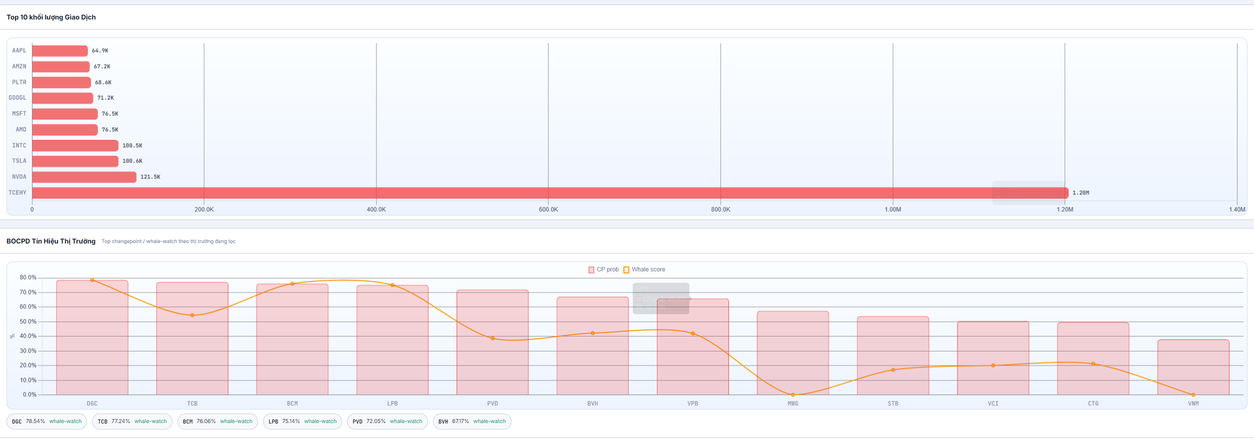 Top 10 khối lượng Giao Dịch
AAPL 64.9K
AMZN 67.2K
PLTR 68.6K
GOOGL 71.2K
MSFT 76.5K
AMD 76.5K
INTC 100.5K
TSLA 100.6K
NVDA 121.5K
TCEHY 1.20M
0 200.0K 400.0K 600.0K 800.0K 1.00M 1.20M 1.40M
BOCPD Tín Hiệu Thị Trường Top changepoint / whale-watch theo thị trường đang lọc
CP prob Whale score
80.0%
70.0%
60.0%
50.0%
%
40.0%
30.0%
20.0%
10.0%
0.0%
DGC TCB BCM LPB PVD BVH VPB MWG STB VCI CTG VNM
DGC 78.54% whale-watch TCB 77.24% whale-watch BCM 76.06% whale-watch LPB 75.14% whale-watch PVD 72.05% whale-watch BVH 67.17% whale-watch